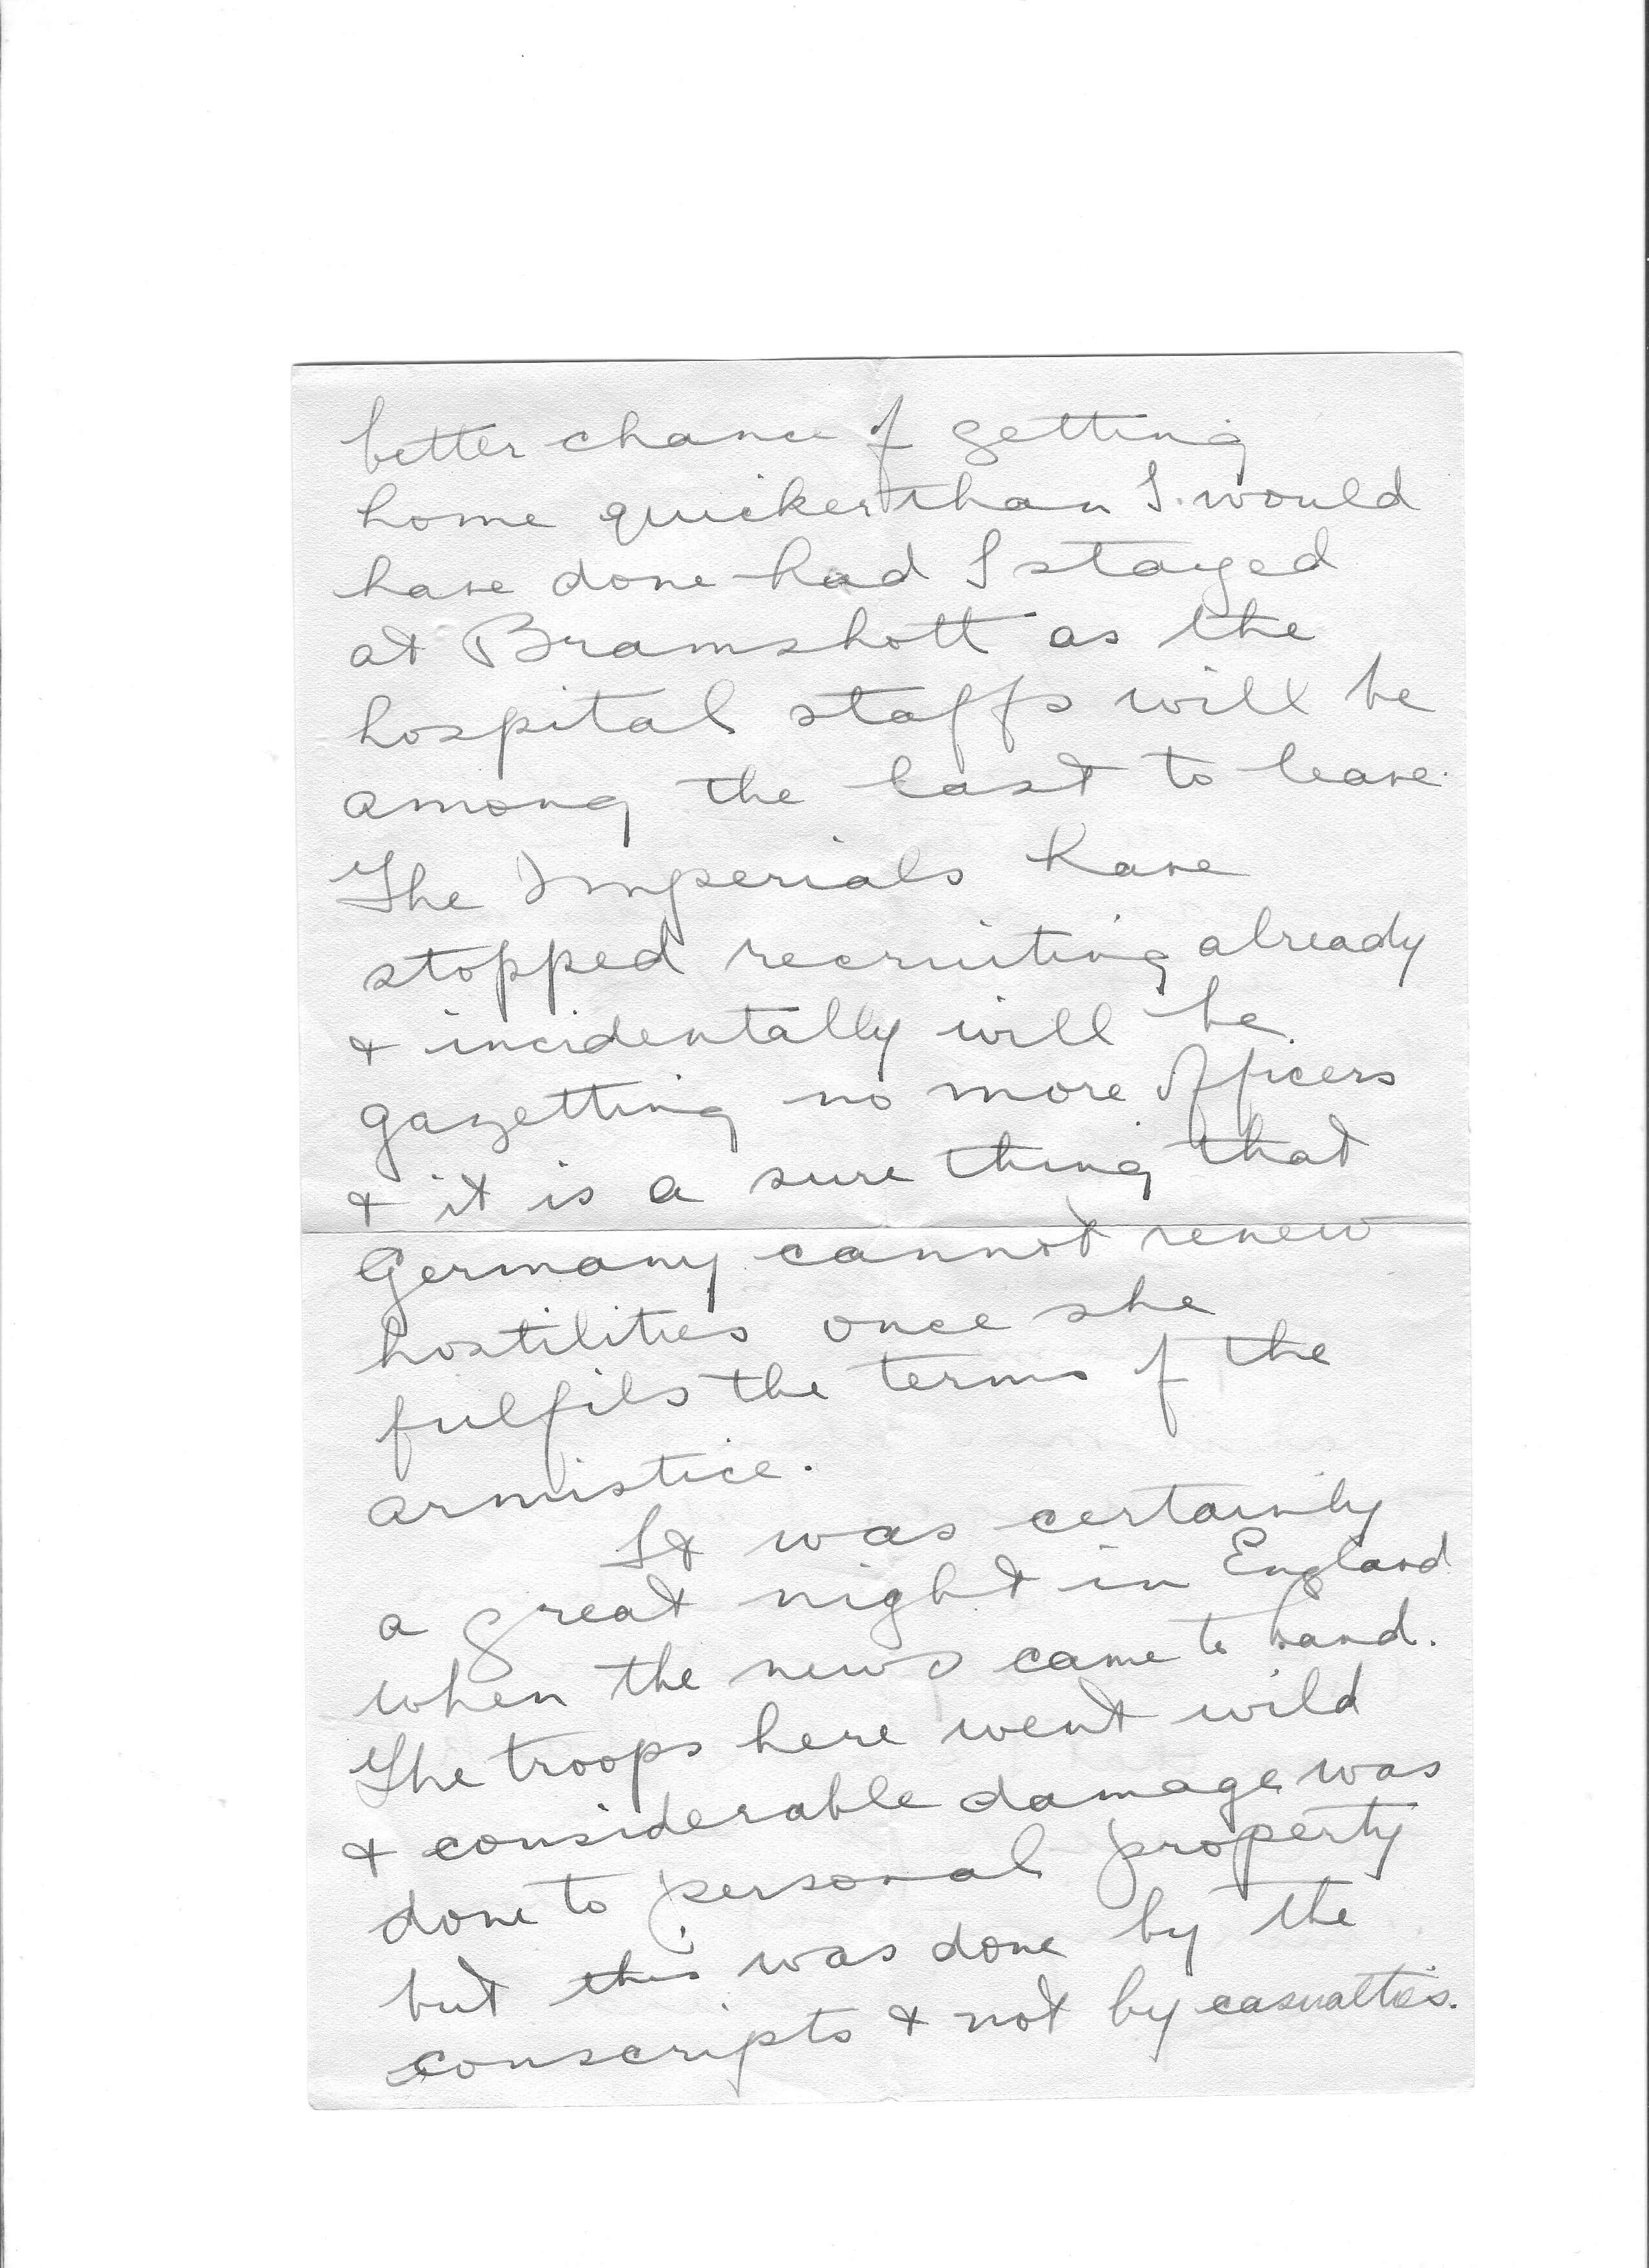 better chance of getting
home quicker than I would
have done had I stayed
at Bramshott as the
hospital staffs will be
among the last to leave.
The Imperials have
stopped recruiting already
& incidentally will be
gazetting no more officers
& it is a sure thing that
Germany cannot renew
hostilities once she
fulfils the terms of the
armistice.
It was certainly
a great night in England
when the news came to hand.
The troops here went wild
& considerable damage was
done to personal property
but this was done by the
conscripts & not by casualties.